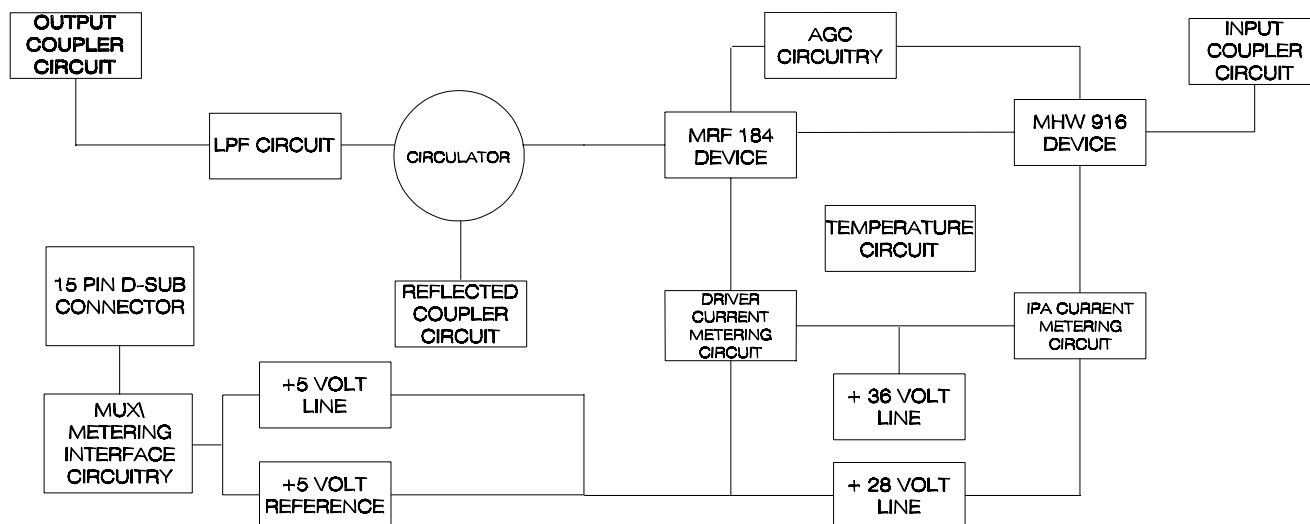 OUTPUT
COUPLER
CIRCUIT
AGC
CIRCUITRY
INPUT
COUPLER
CIRCUIT
LPF CIRCUIT
CIRCULATOR
MRF 184
DEVICE
MHW 916
DEVICE
TEMPERATURE
CIRCUIT
15 PIN D-SUB
CONNECTOR
REFLECTED
COUPLER
CIRCUIT
DRIVER
CURRENT
METERING
CIRCUIT
IPA CURRENT
METERING
CIRCUIT
+5 VOLT
LINE
+ 36 VOLT
LINE
MUX\
METERING
INTERFACE
CIRCUITRY
+5 VOLT
REFERENCE
+ 28 VOLT
LINE